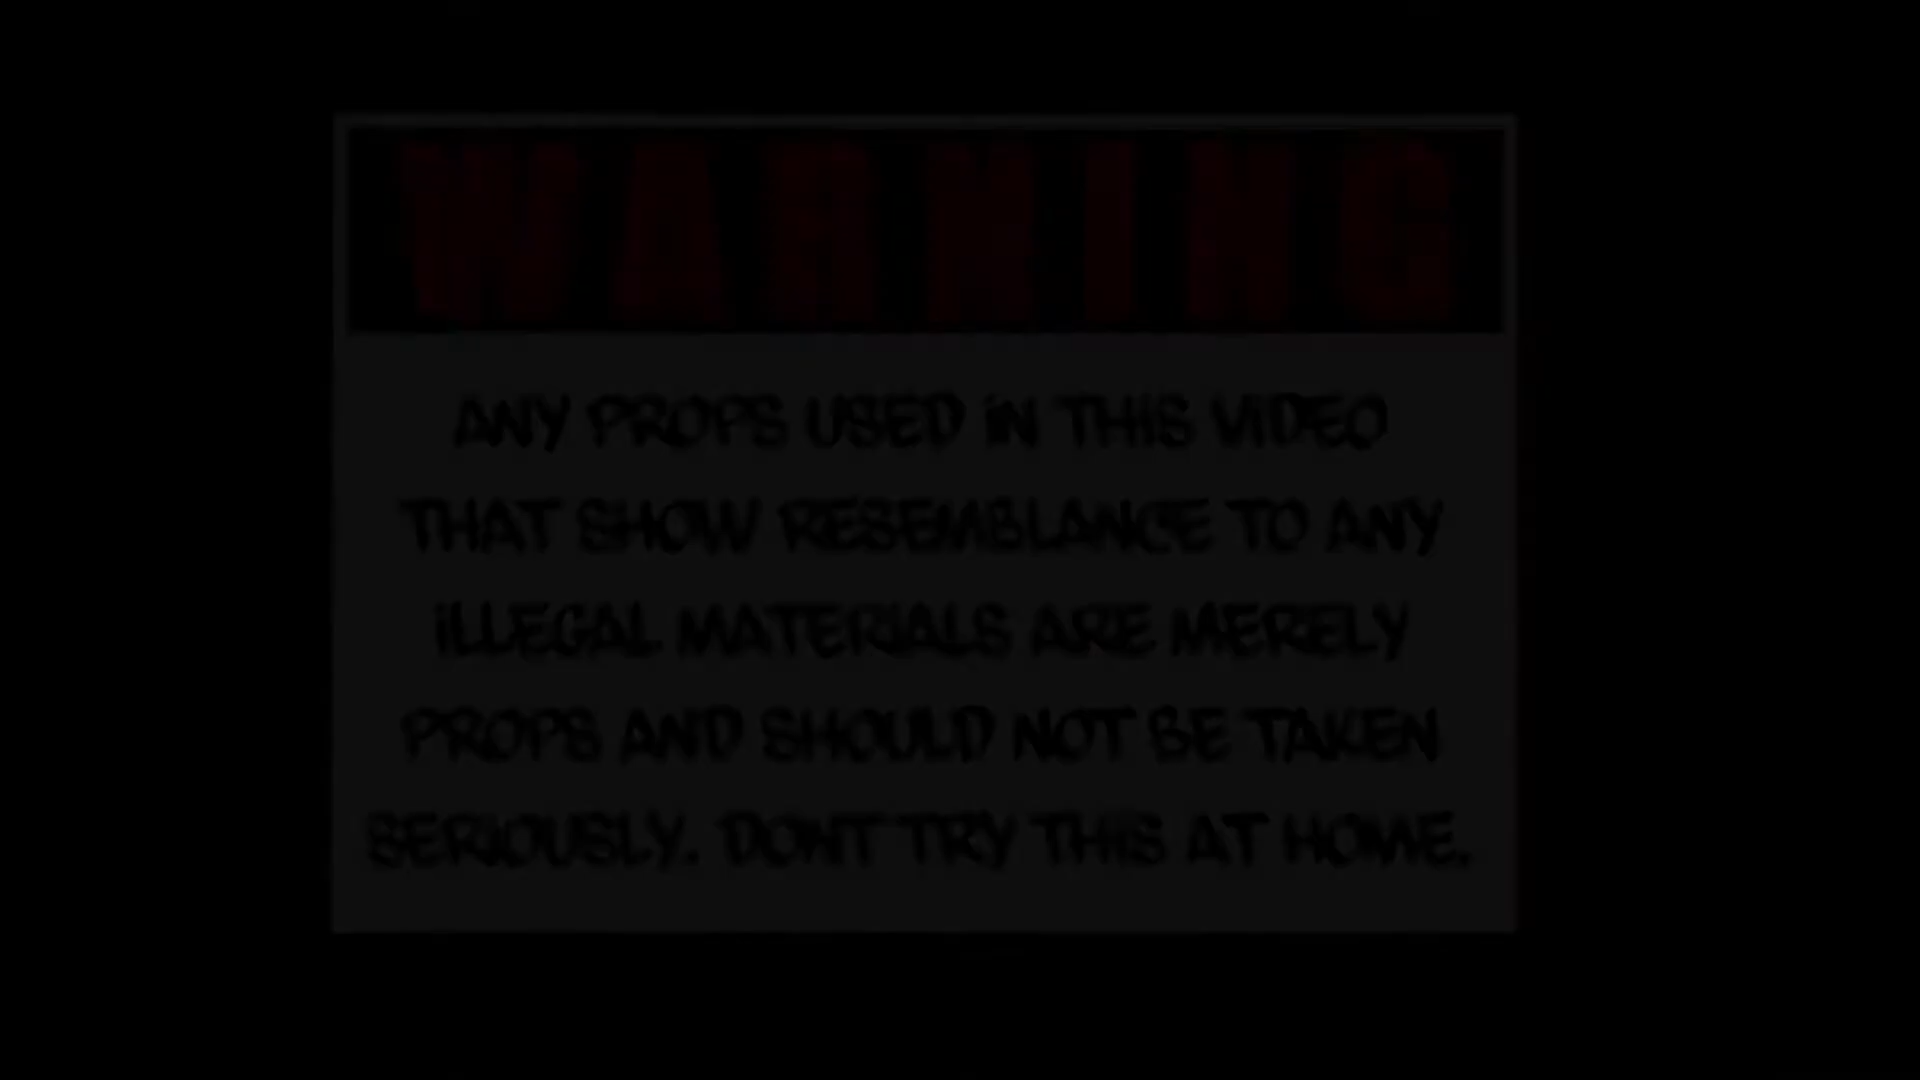 WARNING
ANY PROPS USED iN THiS ViDEO
THAT SHOW RESEMBLANCE TO ANY
iLLEGAL MATERiALS ARE MERELY
PROPS AND SHOULD NOT BE TAKEN
SERiOUSLY. DONT TRY THiS AT HOME.